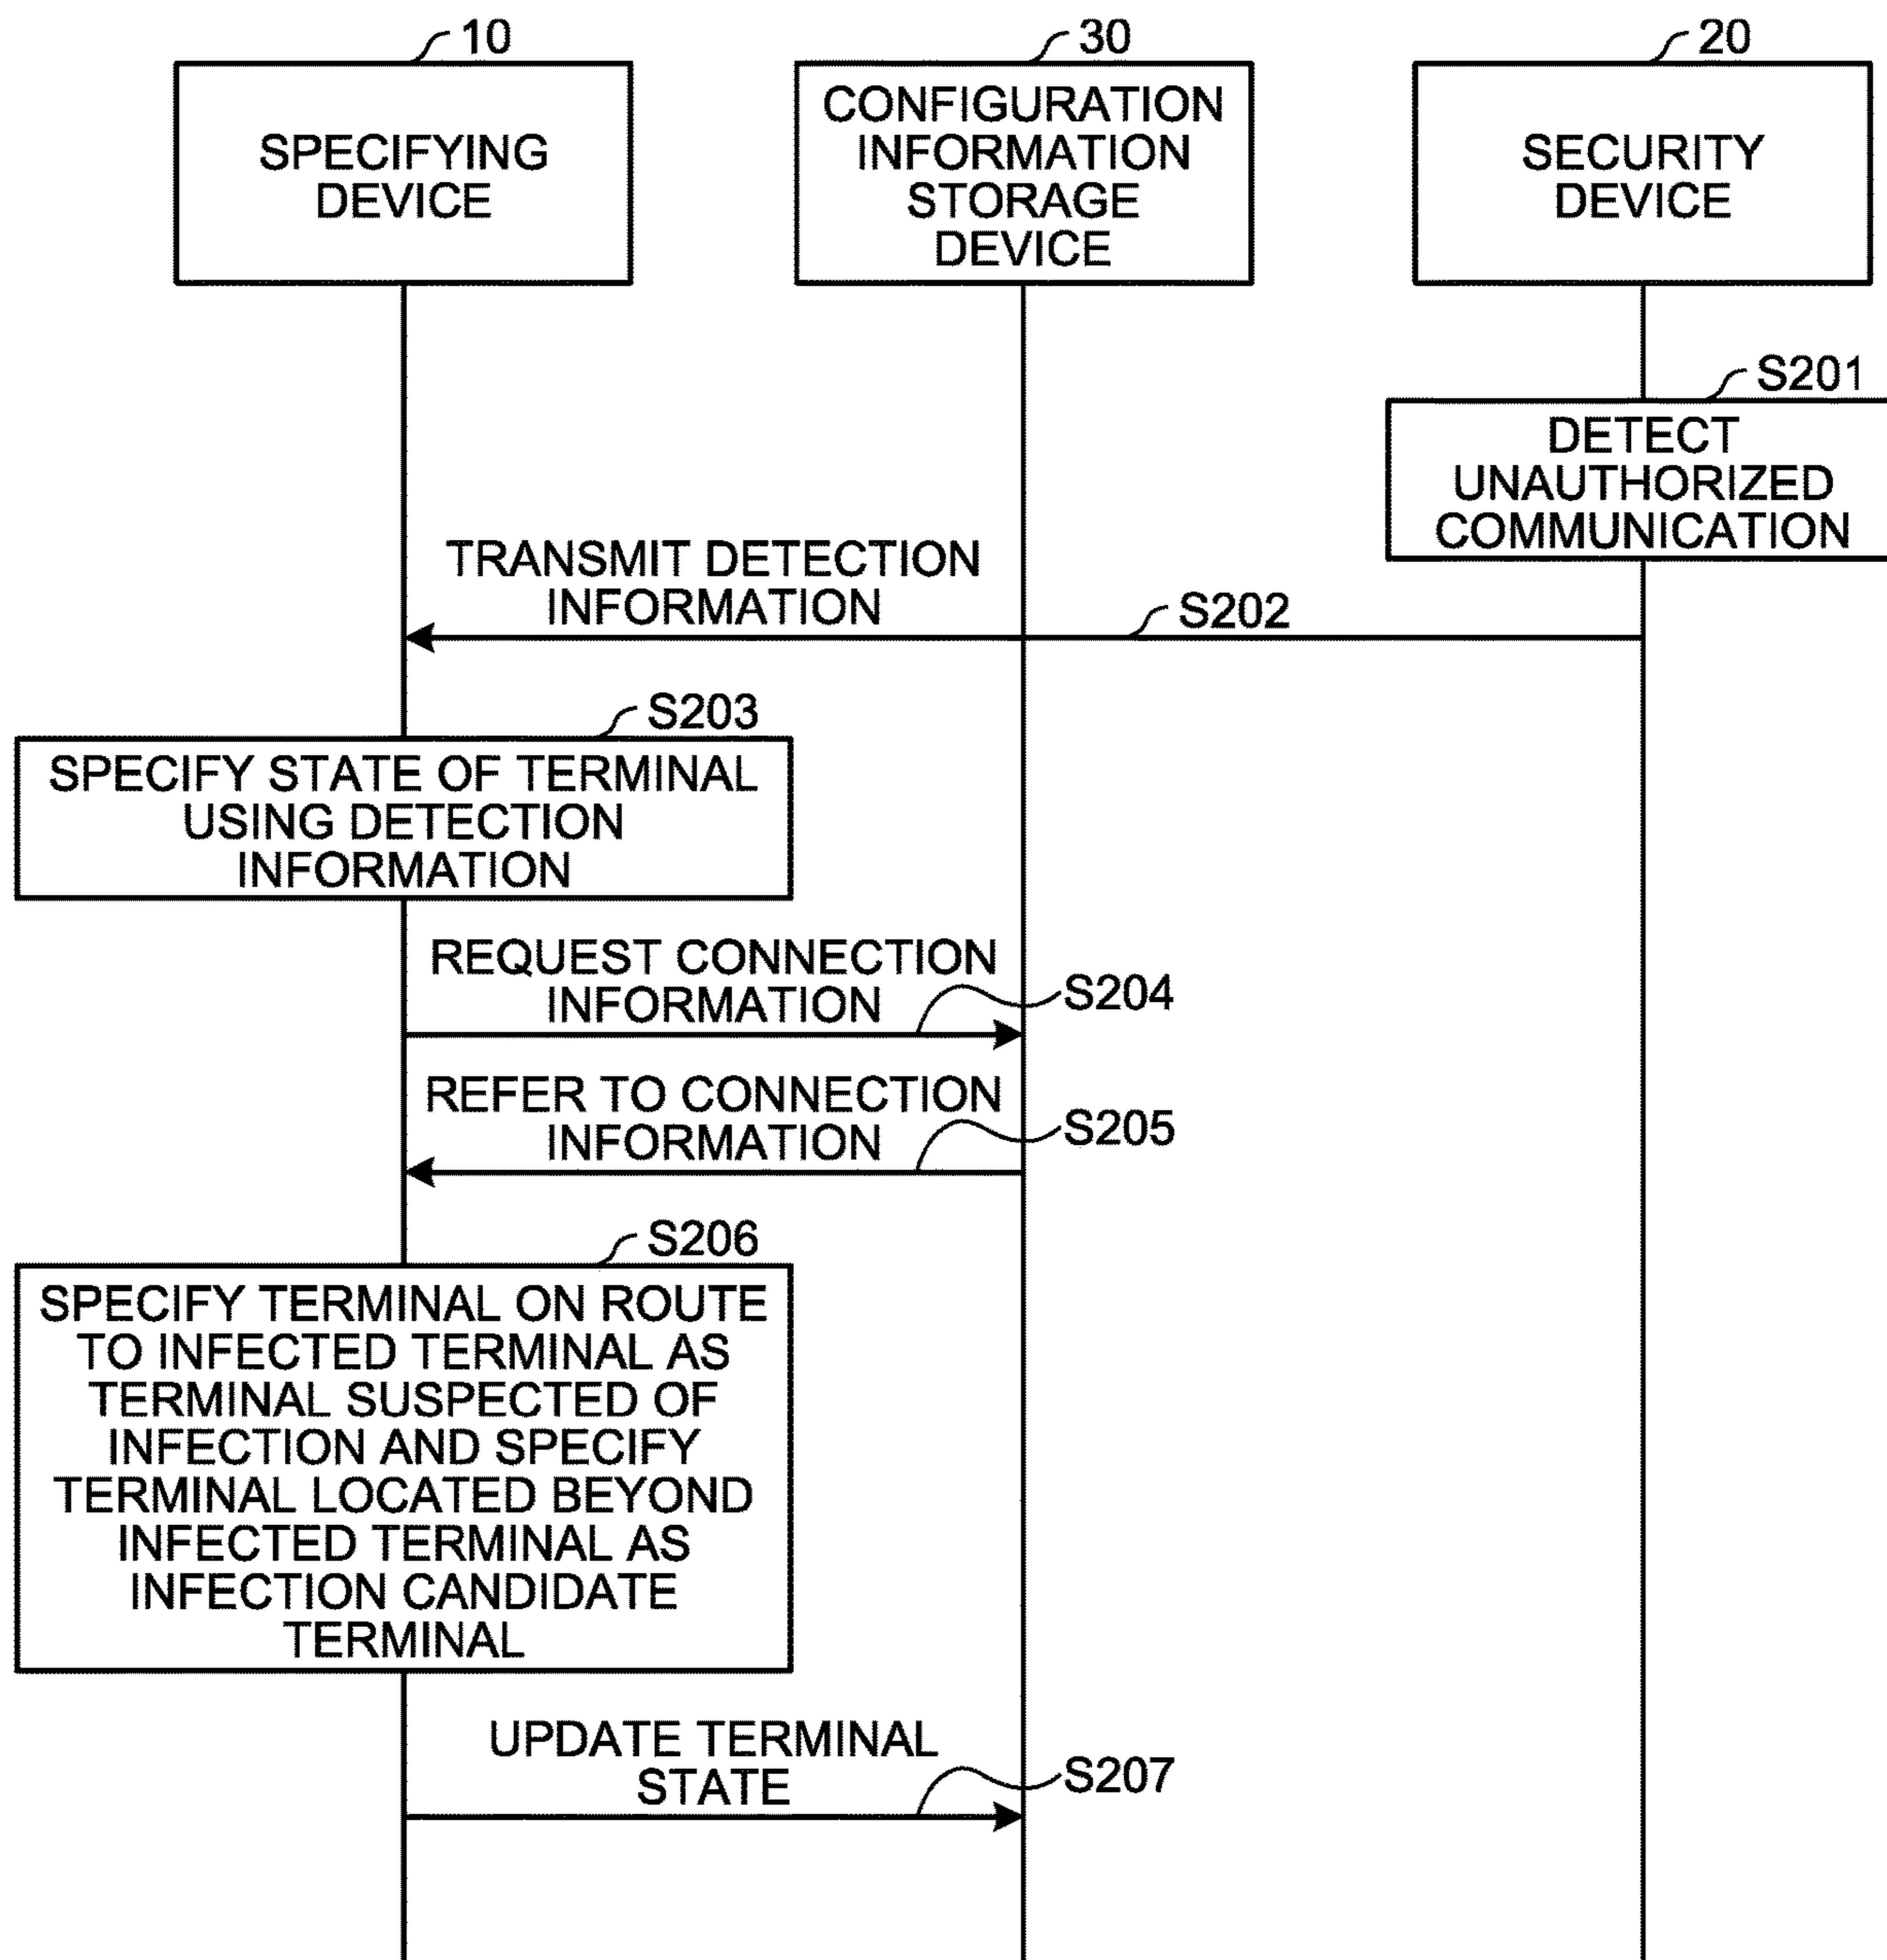 10
30
20
SPECIFYING
DEVICE
CONFIGURATION
INFORMATION
STORAGE
DEVICE
SECURITY
DEVICE
S201
DETECT
UNAUTHORIZED
COMMUNICATION
TRANSMIT DETECTION
INFORMATION
S202
S203
SPECIFY STATE OF TERMINAL
USING DETECTION
INFORMATION
REQUEST CONNECTION
INFORMATION
S204
REFER TO CONNECTION
INFORMATION
S205
S206
SPECIFY TERMINAL ON ROUTE
TO INFECTED TERMINAL AS
TERMINAL SUSPECTED OF
INFECTION AND SPECIFY
TERMINAL LOCATED BEYOND
INFECTED TERMINAL AS
INFECTION CANDIDATE
TERMINAL
UPDATE TERMINAL
STATE
S207